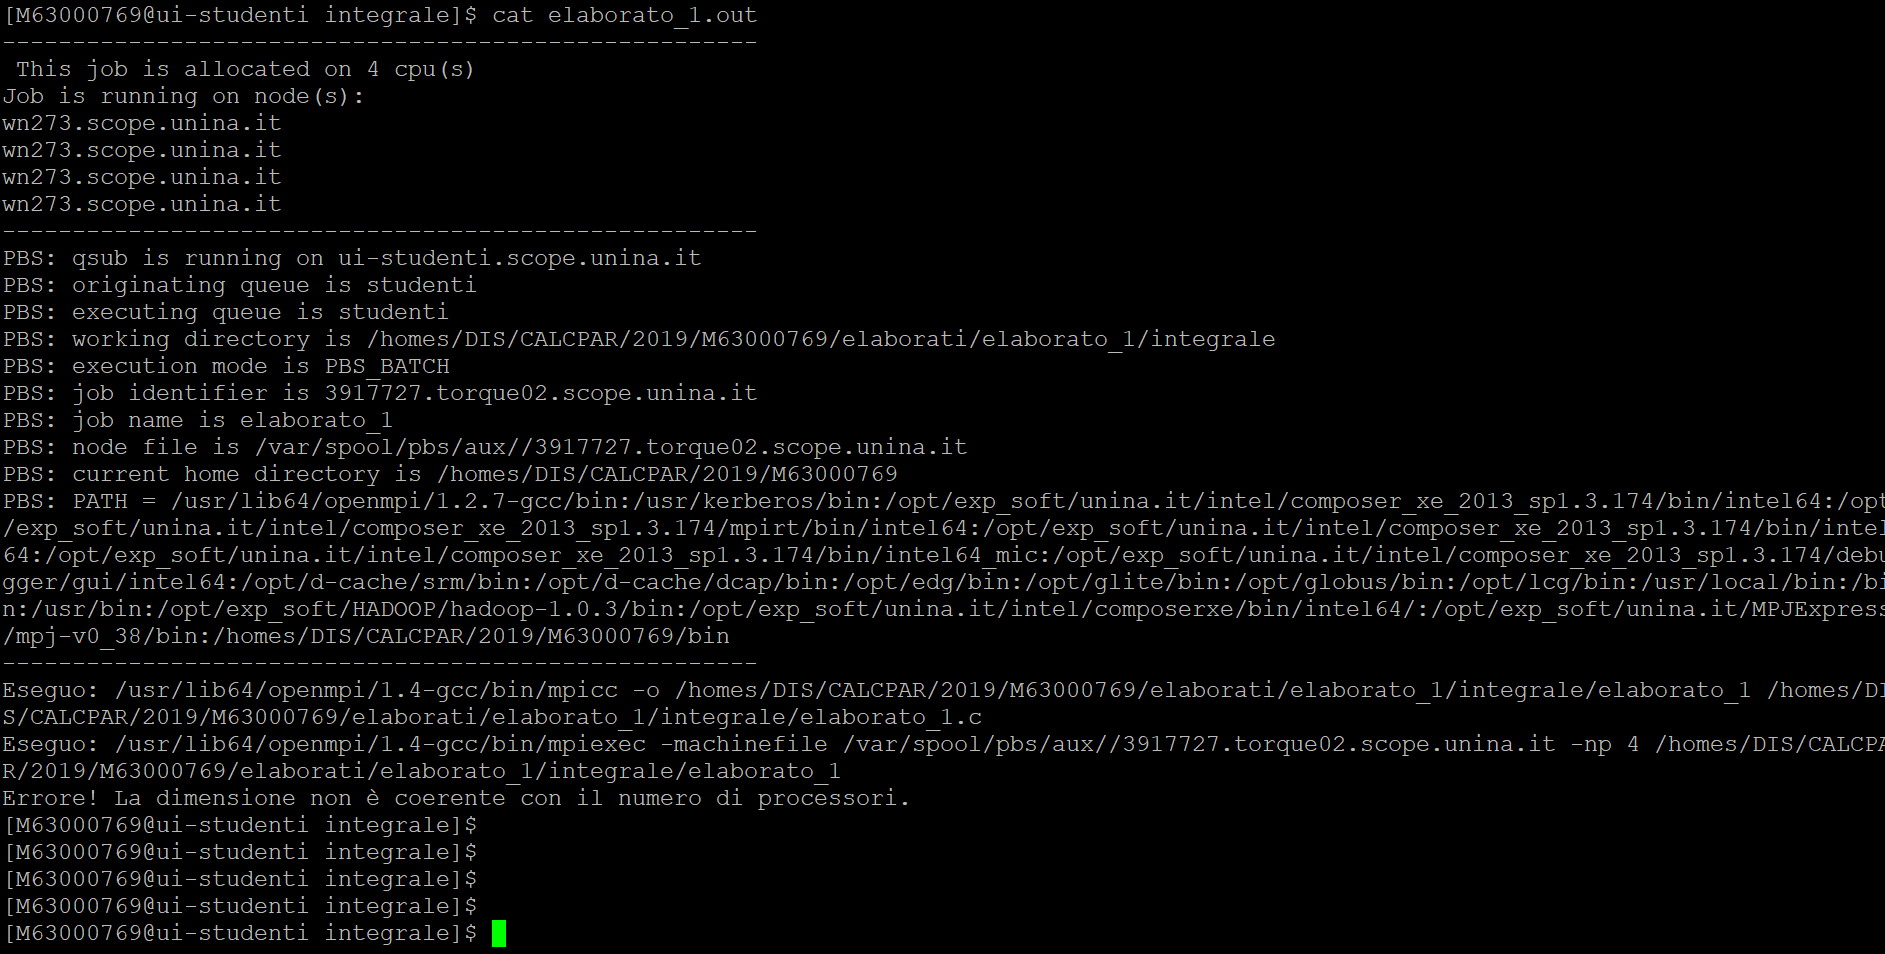 [M63000769@ui-studenti integrale]$ cat elaborato_1.out
------------------------------------------------------
 This job is allocated on 4 cpu(s)
Job is running on node(s):
wn273.scope.unina.it
wn273.scope.unina.it
wn273.scope.unina.it
wn273.scope.unina.it
------------------------------------------------------
PBS: qsub is running on ui-studenti.scope.unina.it
PBS: originating queue is studenti
PBS: executing queue is studenti
PBS: working directory is /homes/DIS/CALCPAR/2019/M63000769/elaborati/elaborato_1/integrale
PBS: execution mode is PBS_BATCH
PBS: job identifier is 3917727.torque02.scope.unina.it
PBS: job name is elaborato_1
PBS: node file is /var/spool/pbs/aux//3917727.torque02.scope.unina.it
PBS: current home directory is /homes/DIS/CALCPAR/2019/M63000769
PBS: PATH = /usr/lib64/openmpi/1.2.7-gcc/bin:/usr/kerberos/bin:/opt/exp_soft/unina.it/intel/composer_xe_2013_sp1.3.174/bin/intel64:/opt
/exp_soft/unina.it/intel/composer_xe_2013_sp1.3.174/mpirt/bin/intel64:/opt/exp_soft/unina.it/intel/composer_xe_2013_sp1.3.174/bin/intel
64:/opt/exp_soft/unina.it/intel/composer_xe_2013_sp1.3.174/bin/intel64_mic:/opt/exp_soft/unina.it/intel/composer_xe_2013_sp1.3.174/debu
gger/gui/intel64:/opt/d-cache/srm/bin:/opt/d-cache/dcap/bin:/opt/edg/bin:/opt/glite/bin:/opt/globus/bin:/opt/lcg/bin:/usr/local/bin:/bi
n:/usr/bin:/opt/exp_soft/HADOOP/hadoop-1.0.3/bin:/opt/exp_soft/unina.it/intel/composerxe/bin/intel64/:/opt/exp_soft/unina.it/MPJExpress
/mpj-v0_38/bin:/homes/DIS/CALCPAR/2019/M63000769/bin
------------------------------------------------------
Eseguo: /usr/lib64/openmpi/1.4-gcc/bin/mpicc -o /homes/DIS/CALCPAR/2019/M63000769/elaborati/elaborato_1/integrale/elaborato_1 /homes/DI
S/CALCPAR/2019/M63000769/elaborati/elaborato_1/integrale/elaborato_1.c
Eseguo: /usr/lib64/openmpi/1.4-gcc/bin/mpiexec -machinefile /var/spool/pbs/aux//3917727.torque02.scope.unina.it -np 4 /homes/DIS/CALCPA
R/2019/M63000769/elaborati/elaborato_1/integrale/elaborato_1
Errore! La dimensione non è coerente con il numero di processori.
[M63000769@ui-studenti integrale]$
[M63000769@ui-studenti integrale]$
[M63000769@ui-studenti integrale]$
[M63000769@ui-studenti integrale]$
[M63000769@ui-studenti integrale]$